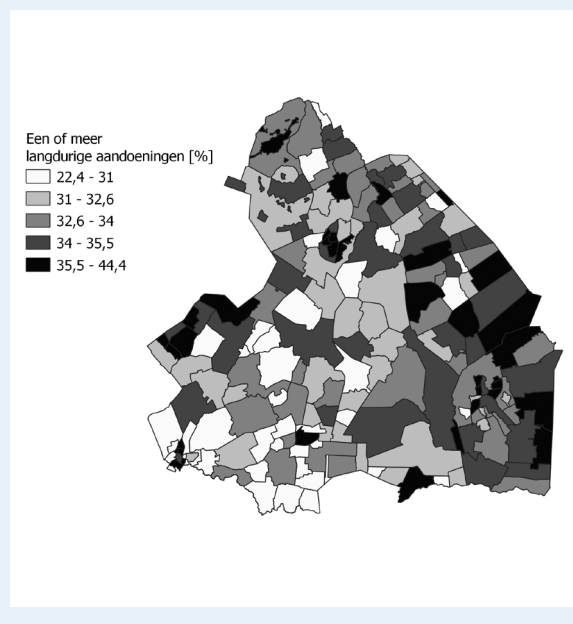 Een of meer
langdurige aandoeningen [%]
22,4 - 31
31 - 32,6
32,6 - 34
34 - 35,5
35,5 - 44,4